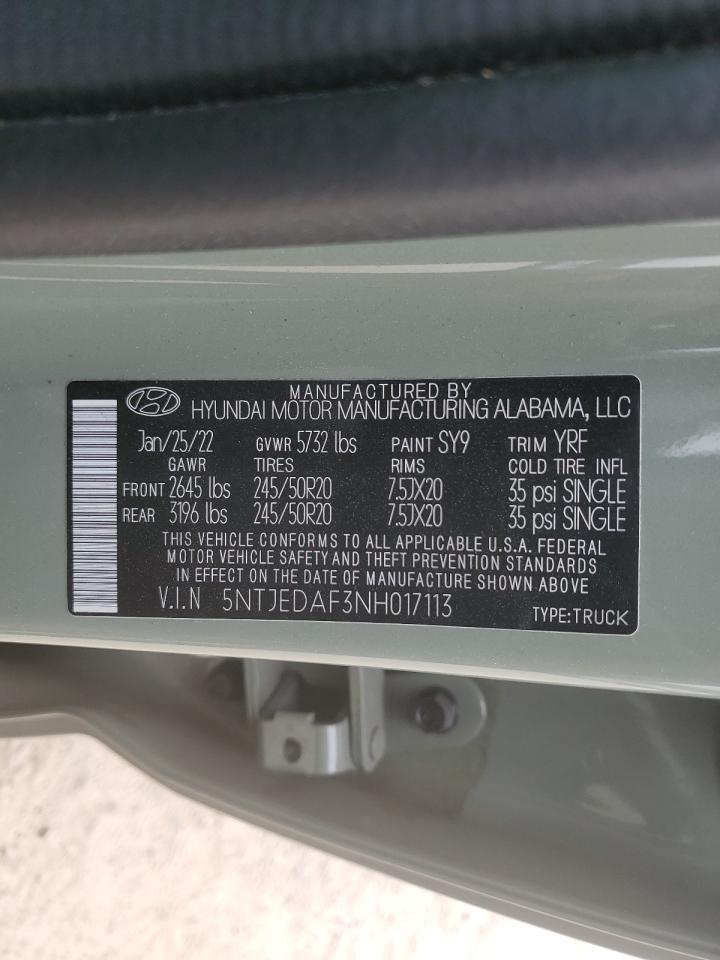 MANUFACTURED BY
HYUNDAI MOTOR MANUFACTURING ALABAMA, LLC
Jan/25/22 GVWR 5732 lbs PAINT SY9 TRIM YRF
GAWR TIRES RIMS COLD TIRE INFL
FRONT 2645 lbs 245/50R20 7.5JX20 35 psi SINGLE
REAR 3196 lbs 245/50R20 7.5JX20 35 psi SINGLE
THIS VEHICLE CONFORMS TO ALL APPLICABLE U.S.A. FEDERAL
MOTOR VEHICLE SAFETY AND THEFT PREVENTION STANDARDS
IN EFFECT ON THE DATE OF MANUFACTURE SHOWN ABOVE
V.I.N 5NTJEDAF3NH017113 TYPE:TRUCK